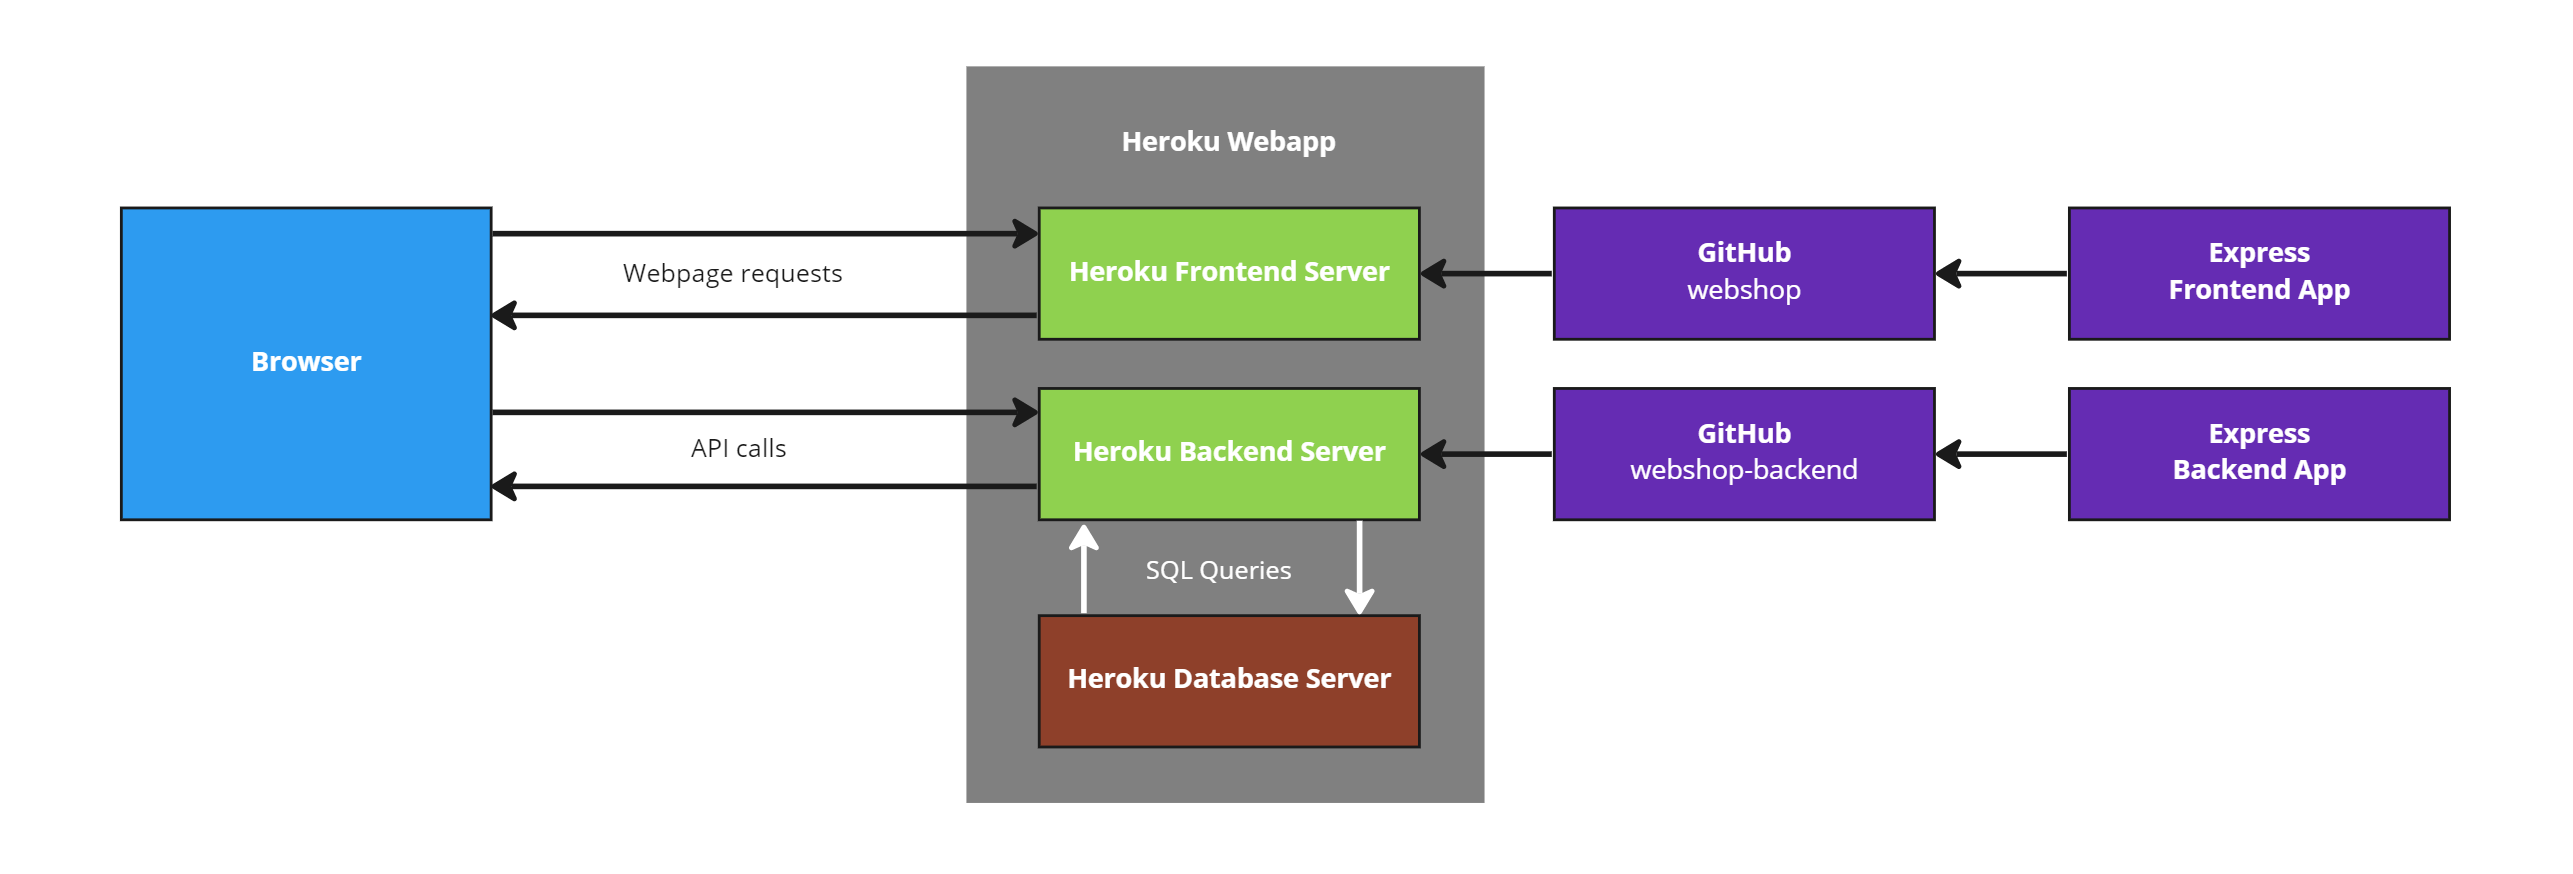 Heroku Webapp
Browser
Webpage requests
API calls
Heroku Frontend Server
GitHub
webshop
Express
Frontend App
Heroku Backend Server
GitHub
webshop-backend
Express
Backend App
SQL Queries
Heroku Database Server